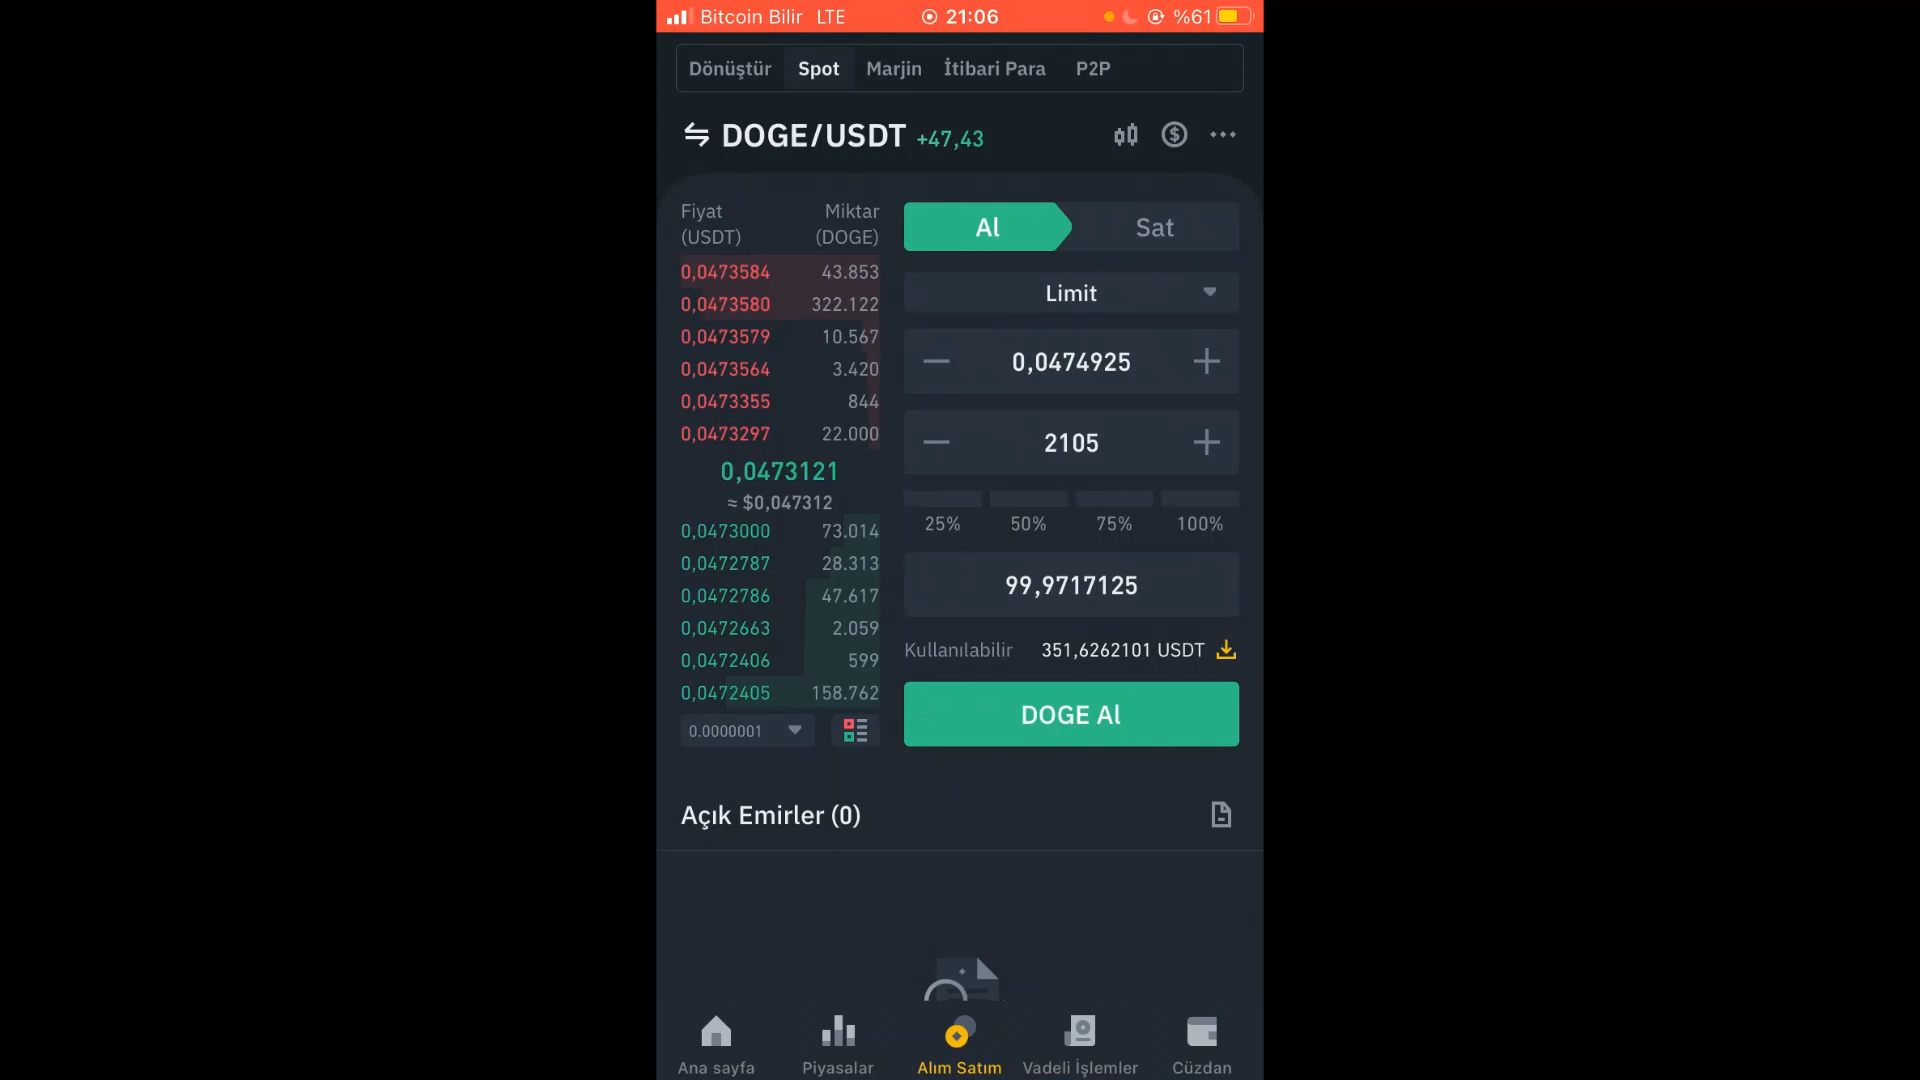 Bitcoin Bilir LTE 21:06 %61
Dönüştür Spot Marjin İtibari Para P2P
DOGE/USDT +47,43
Fiyat Miktar
(USDT) (DOGE)
Al Sat
0,0473584 43.853
0,0473580 322.122
0,0473579 10.567
0,0473564 3.420
0,0473355 844
0,0473297 22.000
0,0473121
≈ $0,047312
0,0473000 73.014
0,0472787 28.313
0,0472786 47.617
0,0472663 2.059
0,0472406 599
0,0472405 158.762
0.0000001
Limit
0,0474925
2105
25% 50% 75% 100%
99,9717125
Kullanılabilir 351,6262101 USDT
DOGE Al
Açık Emirler (0)
Ana sayfa Piyasalar Alım Satım Vadeli İşlemler Cüzdan